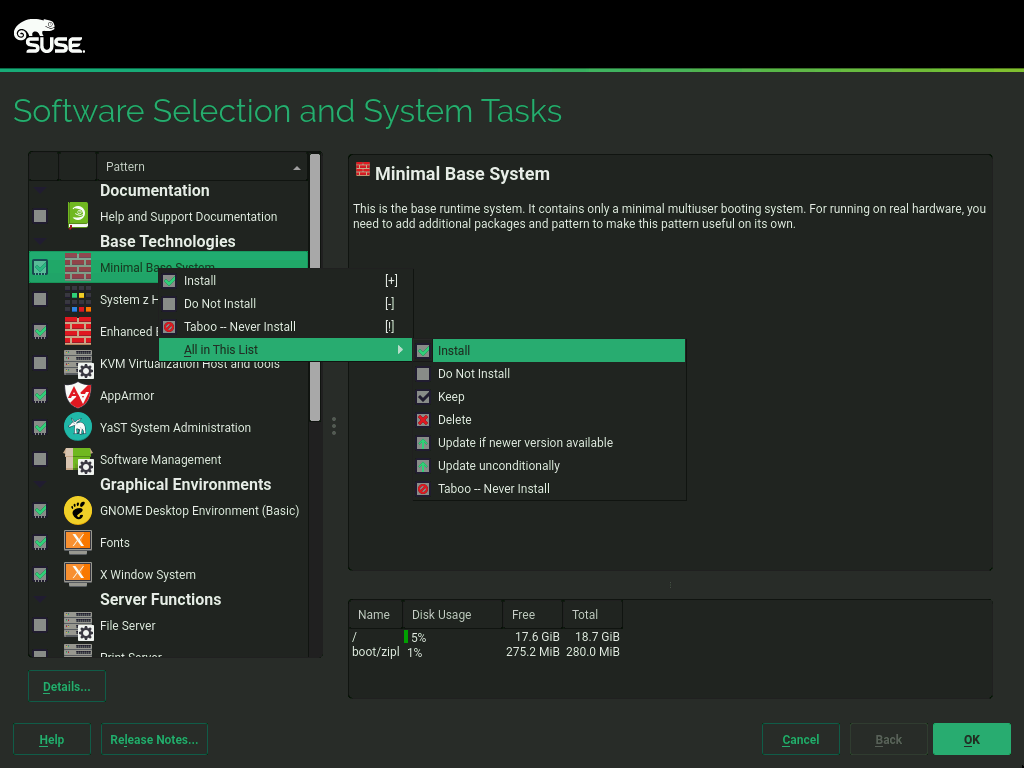 SUSE.
Software Selection and System Tasks
Pattern
Documentation
Help and Support Documentation
Base Technologies
Minimal Base System
System z H
Enhanced B
KVM Virtualization Host and tools
AppArmor
YaST System Administration
Software Management
Graphical Environments
GNOME Desktop Environment (Basic)
Fonts
X Window System
Server Functions
File Server
Print Server
Install [+]
Do Not Install [-]
Taboo -- Never Install [!]
All in This List
Install
Do Not Install
Keep
Delete
Update if newer version available
Update unconditionally
Taboo -- Never Install
Minimal Base System
This is the base runtime system. It contains only a minimal multiuser booting system. For running on real hardware, you
need to add additional packages and pattern to make this pattern useful on its own.
Name Disk Usage Free Total
/ 5% 17.6 GiB 18.7 GiB
boot/zipl 1% 275.2 MiB 280.0 MiB
Details...
Help
Release Notes...
Cancel
Back
OK